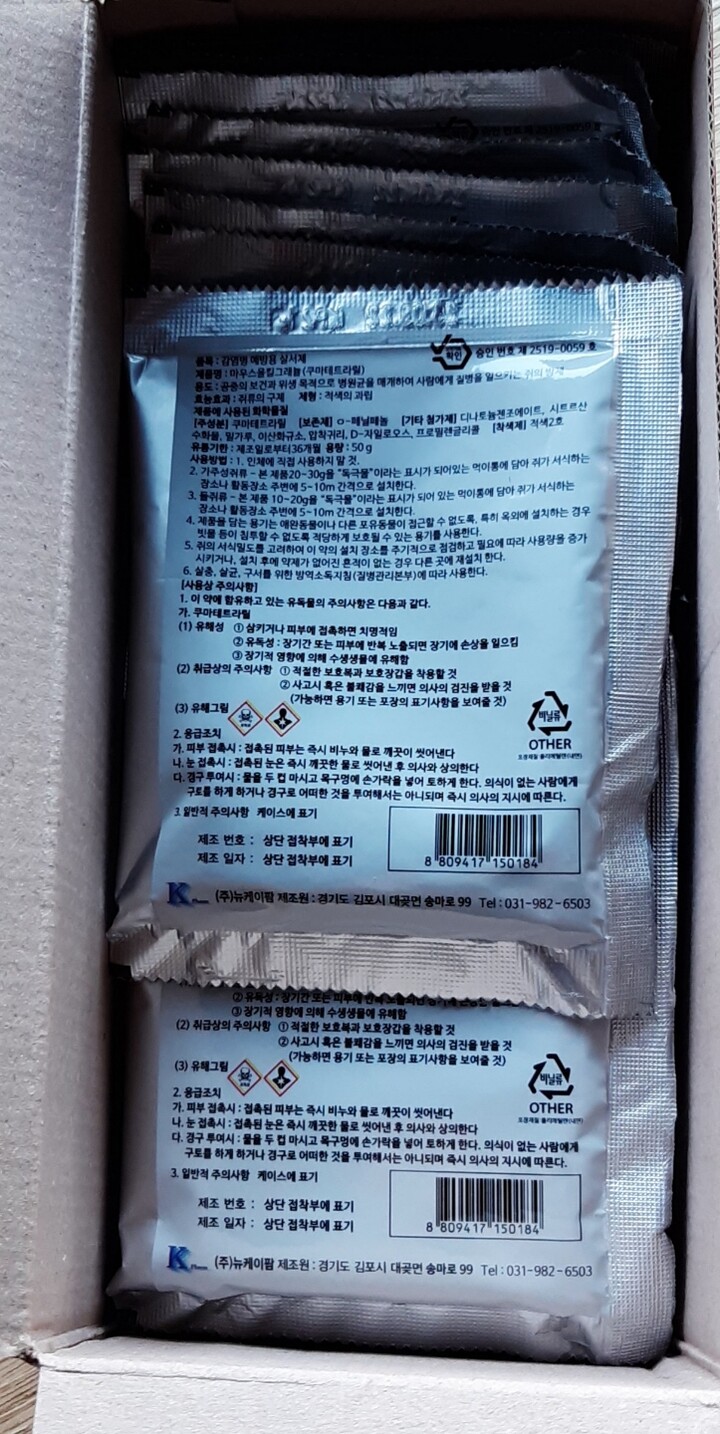 승인 번호 제 2519-0059 호
확인
승인 번호 제 2519-0059 호
품목 : 감염병 예방용 살서제
제품명 : 마우스올킬그래뉼(쿠마테트라릴)
용도 : 공중의 보건과 위생 목적으로 병원균을 매개하여 사람에게 질병을 일으키는 쥐의 방제
효능효과 : 쥐류의 구제 체형 : 적색의 과립
제품에 사용된 화학물질
[주성분] 쿠마테트라릴 [보존제] o-페닐페놀 [기타 첨가제] 디나토늄젠조에이트, 시트르산
수화물, 밀가루, 이산화규소, 압착귀리, D-자일로오스, 프로필렌글리콜 [착색제] 적색2호
유통기한 : 제조일로부터36개월 용량 : 50 g
사용방법 : 1. 인체에 직접 사용하지 말 것.
2. 가주성쥐류 - 본 제품20~30g을 "독극물"이라는 표시가 되어있는 먹이통에 담아 쥐가 서식하는
장소나 활동장소 주변에 5~10m 간격으로 설치한다.
3. 들쥐류 - 본 제품 10~20g을 "독극물"이라는 표시가 되어 있는 먹이통에 담아 쥐가 서식하는
장소나 활동장소 주변에 5~10m 간격으로 설치한다.
4. 제품을 담는 용기는 애완동물이나 다른 포유동물이 접근할 수 없도록, 특히 옥외에 설치하는 경우
빗물 등이 침투할 수 없도록 적당하게 보호될 수 있는 용기를 사용한다.
5. 쥐의 서식밀도를 고려하여 이 약의 설치 장소를 주기적으로 점검하고 필요에 따라 사용량을 증가
시키거나, 설치 후에 약제가 없어진 흔적이 없는 경우 다른 곳에 재설치 한다.
6. 살충, 살균, 구서를 위한 방역소독지침(질병관리본부)에 따라 사용한다.
[사용상 주의사항]
1. 이 약에 함유하고 있는 유독물의 주의사항은 다음과 같다.
가. 쿠마테트라릴
(1) 유해성 ① 삼키거나 피부에 접촉하면 치명적임
② 유독성 : 장기간 또는 피부에 반복 노출되면 장기에 손상을 일으킴
③ 장기적 영향에 의해 수생생물에 유해함
(2) 취급상의 주의사항 ① 적절한 보호복과 보호장갑을 착용할 것
② 사고시 혹은 불쾌감을 느끼면 의사의 검진을 받을 것
(가능하면 용기 또는 포장의 표기사항을 보여줄 것)
(3) 유해그림
비닐류
OTHER
2. 응급조치
가. 피부 접촉시 : 접촉된 피부는 즉시 비누와 물로 깨끗이 씻어낸다
나. 눈 접촉시 : 접촉된 눈은 즉시 깨끗한 물로 씻어낸 후 의사와 상의한다
다. 경구 투여시 : 물을 두 컵 마시고 목구멍에 손가락을 넣어 토하게 한다. 의식이 없는 사람에게
구토를 하게 하거나 경구로 어떠한 것을 투여해서는 아니되며 즉시 의사의 지시에 따른다.
3. 일반적 주의사항 케이스에 표기
제조 번호 : 상단 접착부에 표기
제조 일자 : 상단 접착부에 표기
8 809417 150184
K (주)뉴케이팜 제조원 : 경기도 김포시 대곶면 송마로 99 Tel : 031-982-6503
② 유독성 : 장기간 또는 피부에 반복 노출되면
③ 장기적 영향에 의해 수생생물에 유해함
(2) 취급상의 주의사항 ① 적절한 보호복과 보호장갑을 착용할 것
② 사고시 혹은 불쾌감을 느끼면 의사의 검진을 받을 것
(가능하면 용기 또는 포장의 표기사항을 보여줄 것)
(3) 유해그림
비닐류
OTHER
2. 응급조치
가. 피부 접촉시 : 접촉된 피부는 즉시 비누와 물로 깨끗이 씻어낸다
나. 눈 접촉시 : 접촉된 눈은 즉시 깨끗한 물로 씻어낸 후 의사와 상의한다
다. 경구 투여시 : 물을 두 컵 마시고 목구멍에 손가락을 넣어 토하게 한다. 의식이 없는 사람에게
구토를 하게 하거나 경구로 어떠한 것을 투여해서는 아니되며 즉시 의사의 지시에 따른다.
3. 일반적 주의사항 케이스에 표기
제조 번호 : 상단 접착부에 표기
제조 일자 : 상단 접착부에 표기
8 809417 150184
K (주)뉴케이팜 제조원 : 경기도 김포시 대곶면 송마로 99 Tel : 031-982-6503